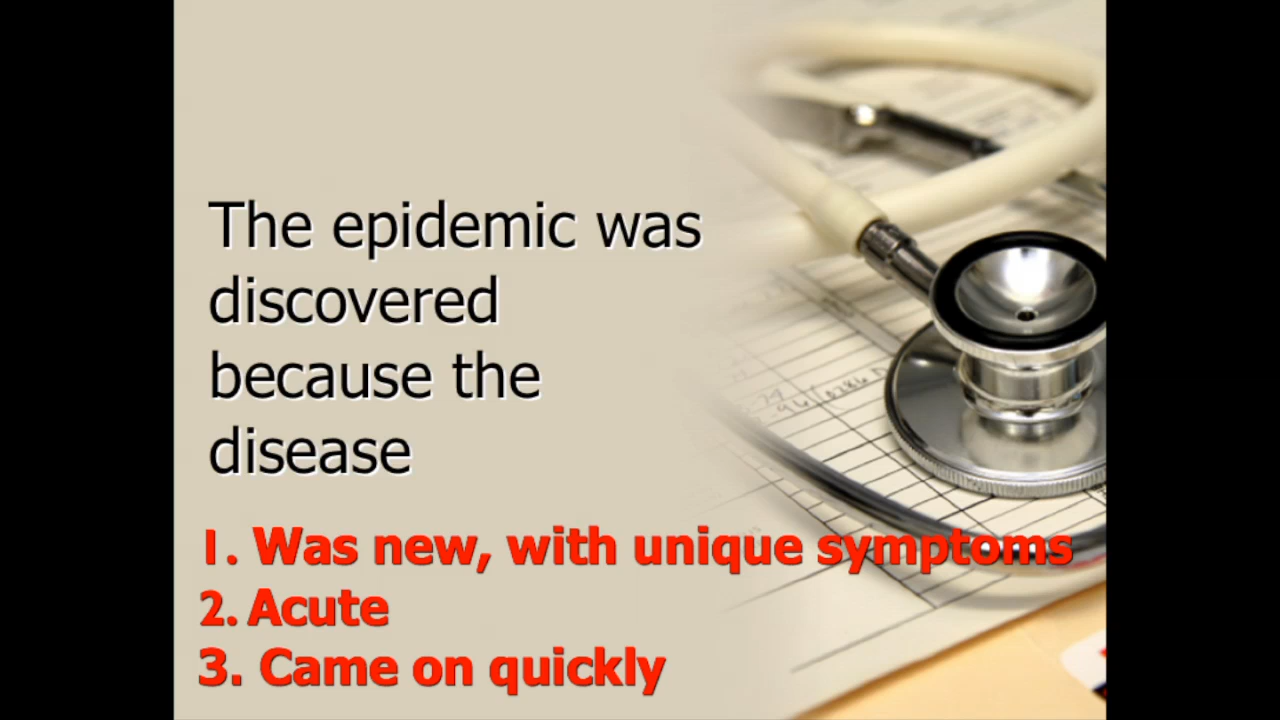 The epidemic was
discovered
because the
disease
1. Was new, with unique symptoms
2. Acute
3. Came on quickly